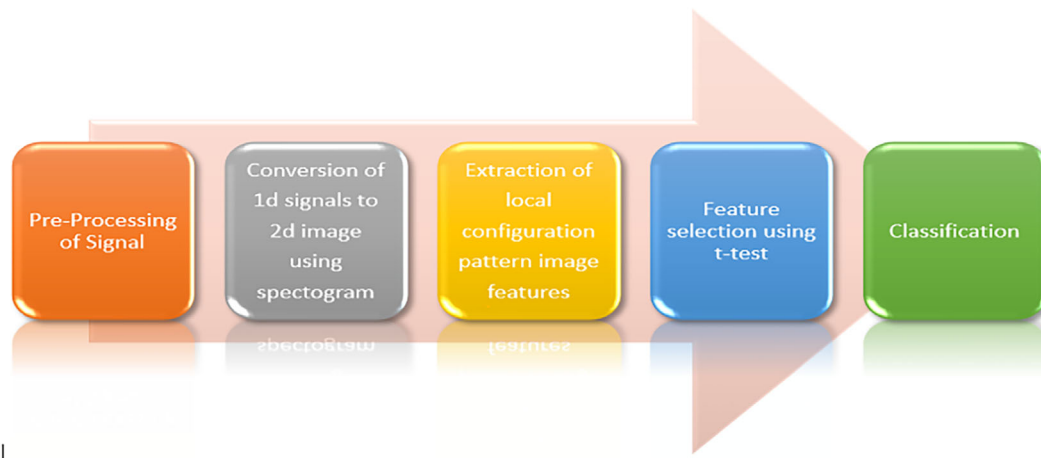 Pre-Processing
of Signal
Conversion of
1d signals to
2d image
using
spectogram
Extraction of
local
configuration
pattern image
features
Feature
selection using
t-test
Classification